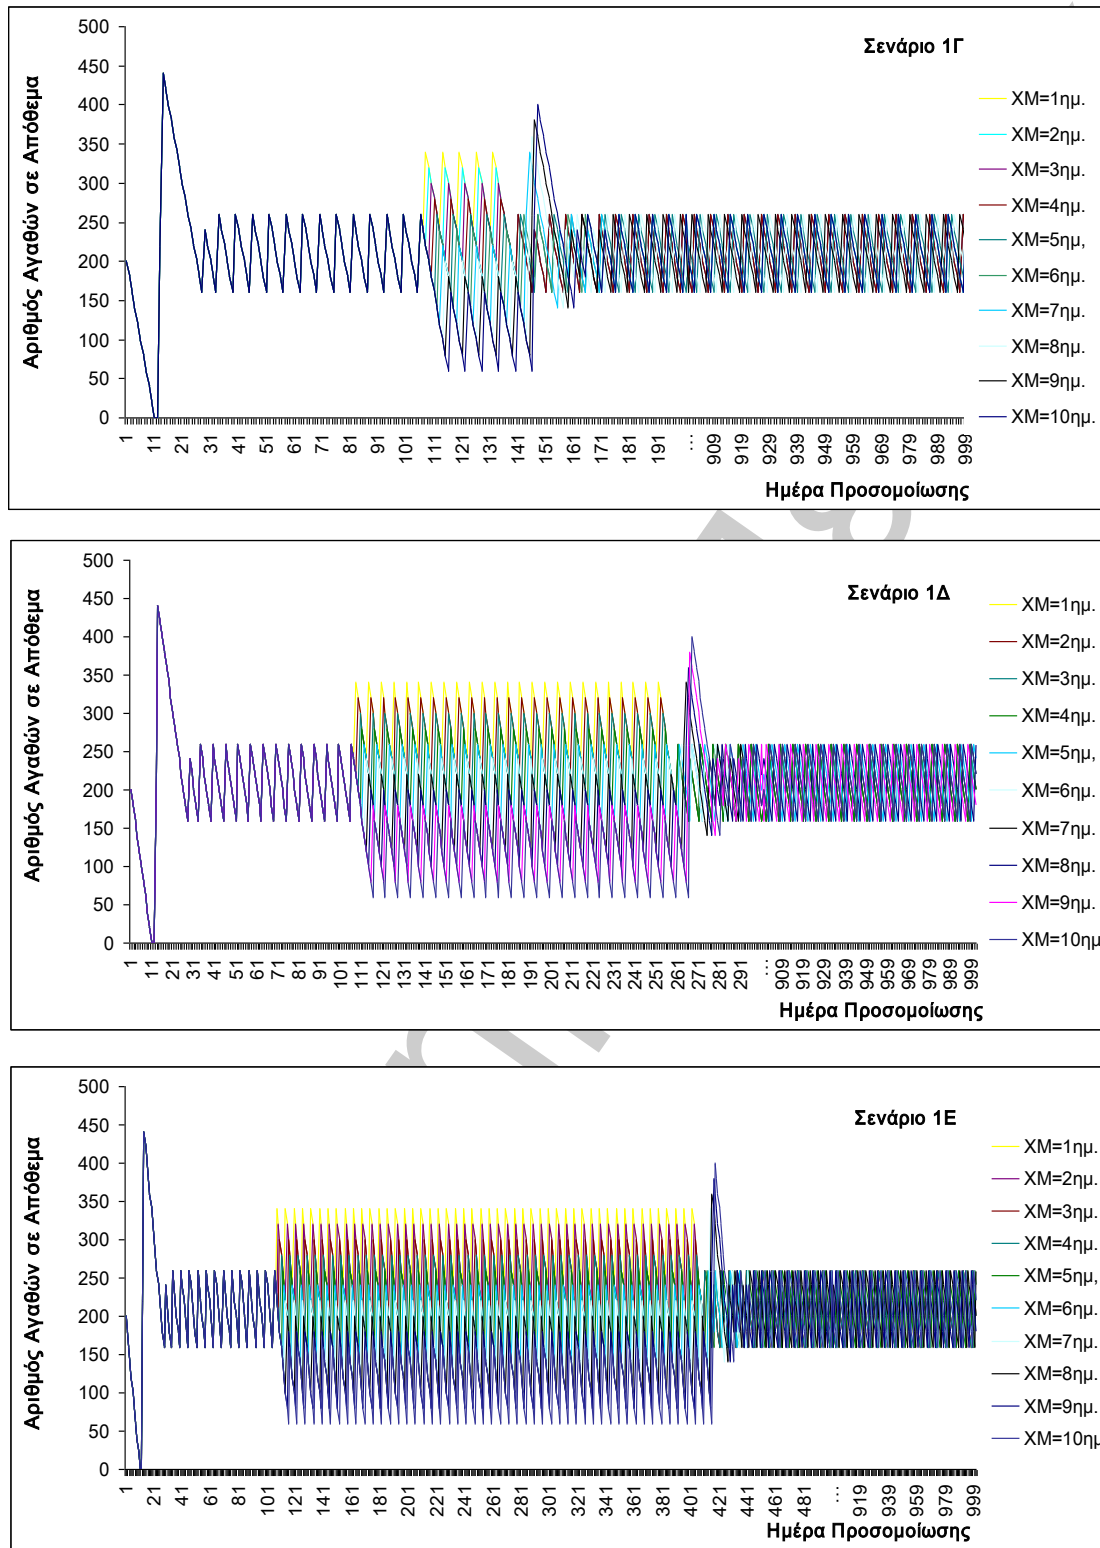 Σενάριο 1Γ
Αριθμός Αγαθών σε Απόθεμα
500
450
400
350
300
250
200
150
100
50
0
ΧΜ=1ημ.
ΧΜ=2ημ.
ΧΜ=3ημ.
ΧΜ=4ημ.
ΧΜ=5ημ,
ΧΜ=6ημ.
ΧΜ=7ημ.
ΧΜ=8ημ.
ΧΜ=9ημ.
ΧΜ=10ημ.
1 11 21 31 41 51 61 71 81 91 101 111 121 131 141 151 161 171 181 191 ... 909 919 929 939 949 959 969 979 989 999
Ημέρα Προσομοίωσης
Σενάριο 1Δ
Αριθμός Αγαθών σε Απόθεμα
500
450
400
350
300
250
200
150
100
50
0
ΧΜ=1ημ.
ΧΜ=2ημ.
ΧΜ=3ημ.
ΧΜ=4ημ.
ΧΜ=5ημ,
ΧΜ=6ημ.
ΧΜ=7ημ.
ΧΜ=8ημ.
ΧΜ=9ημ.
ΧΜ=10ημ
1 11 21 31 41 51 61 71 81 91 101 111 121 131 141 151 161 171 181 191 201 211 221 231 241 251 261 271 281 291 ... 909 919 929 939 949 959 969 979 989 999
Ημέρα Προσομοίωσης
Σενάριο 1Ε
Αριθμός Αγαθών σε Απόθεμα
500
450
400
350
300
250
200
150
100
50
0
ΧΜ=1ημ.
ΧΜ=2ημ.
ΧΜ=3ημ.
ΧΜ=4ημ.
ΧΜ=5ημ,
ΧΜ=6ημ.
ΧΜ=7ημ.
ΧΜ=8ημ.
ΧΜ=9ημ.
ΧΜ=10ημ
1 21 41 61 81 101 121 141 161 181 201 221 241 261 281 301 321 341 361 381 401 421 441 461 481 ... 919 939 959 979 999
Ημέρα Προσομοίωσης